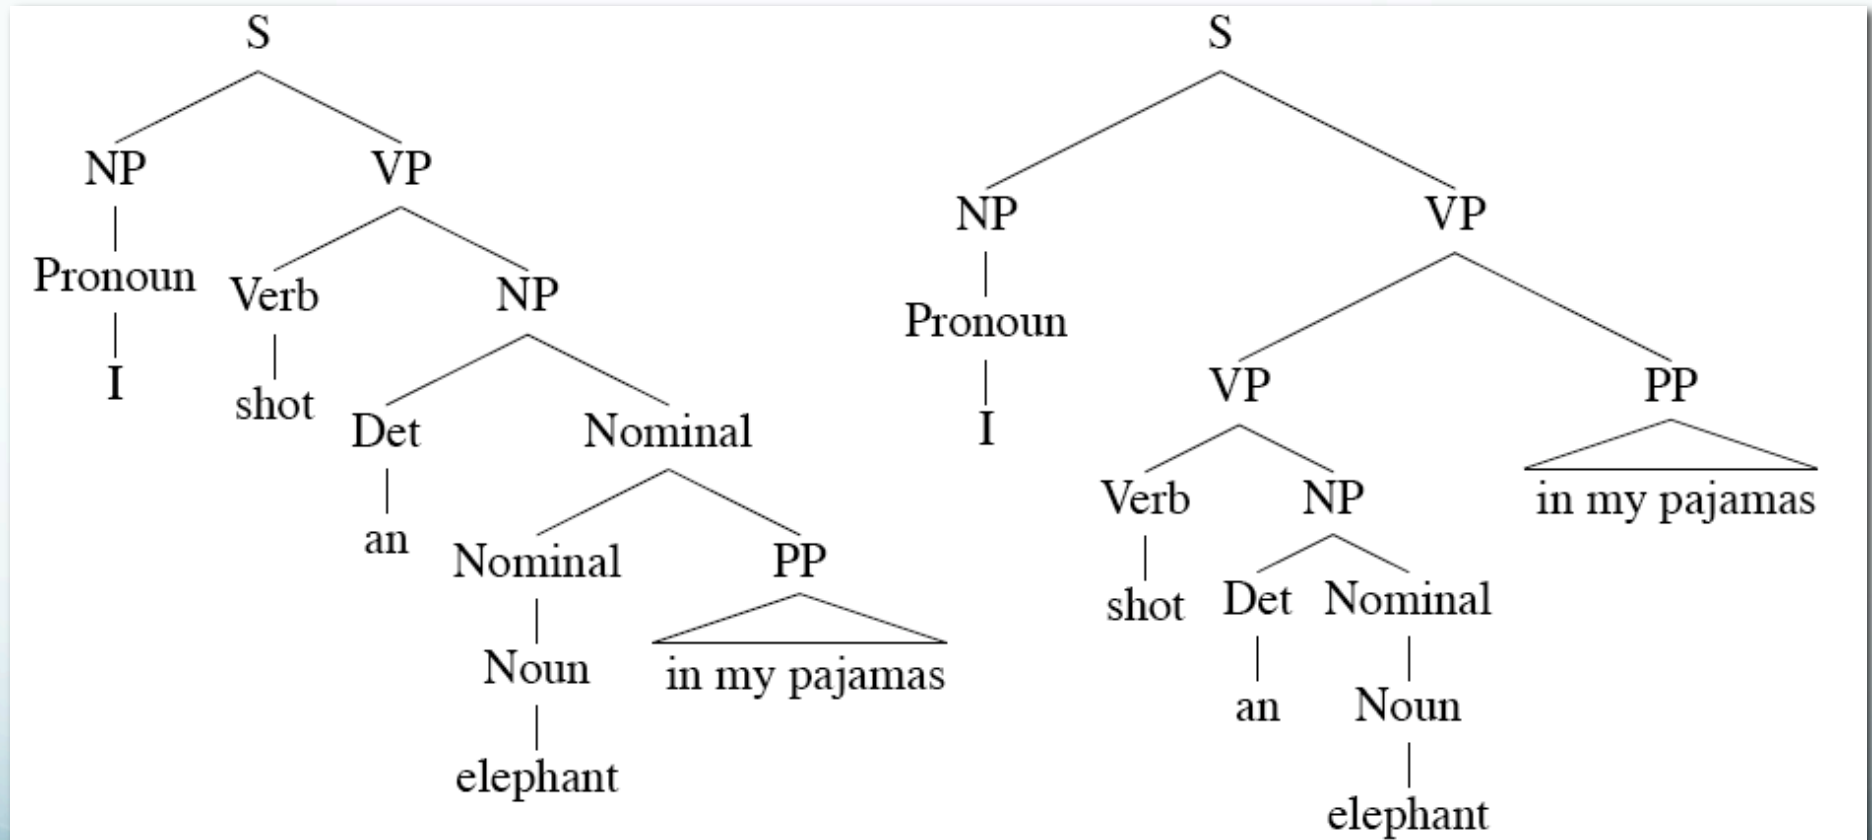 S
NP VP
Pronoun Verb NP
I shot Det Nominal
an Nominal PP
Noun in my pajamas
elephant
S
NP VP
Pronoun
I VP PP
Verb NP in my pajamas
shot Det Nominal
an Noun
elephant